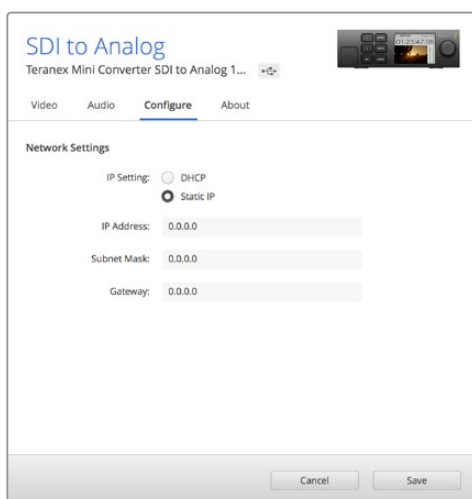 SDI to Analog
Teranex Mini Converter SDI to Analog 1...
Video Audio Configure About
Network Settings
IP Setting: DHCP
Static IP
IP Address: 0.0.0.0
Subnet Mask: 0.0.0.0
Gateway: 0.0.0.0
Cancel Save